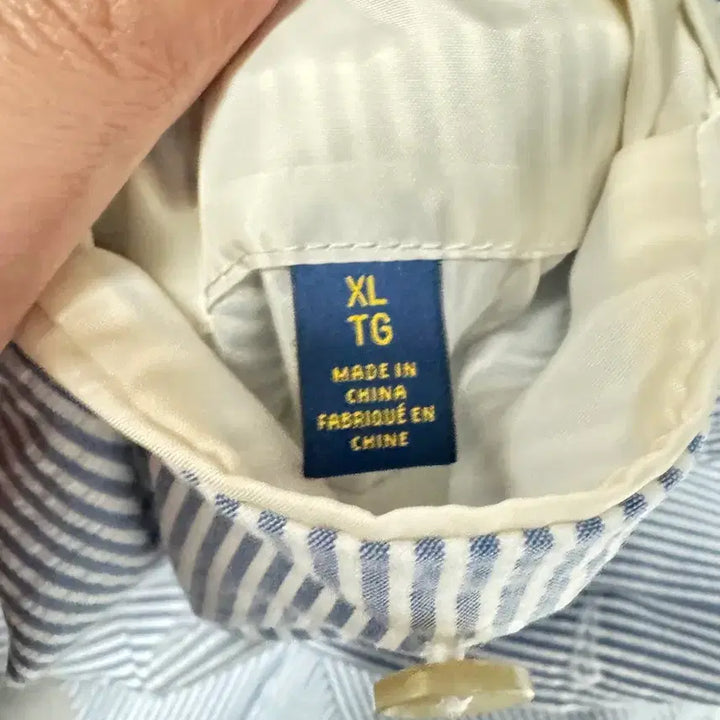 XL
TG
MADE IN
CHINA
FABRIQUÉ EN
CHINE